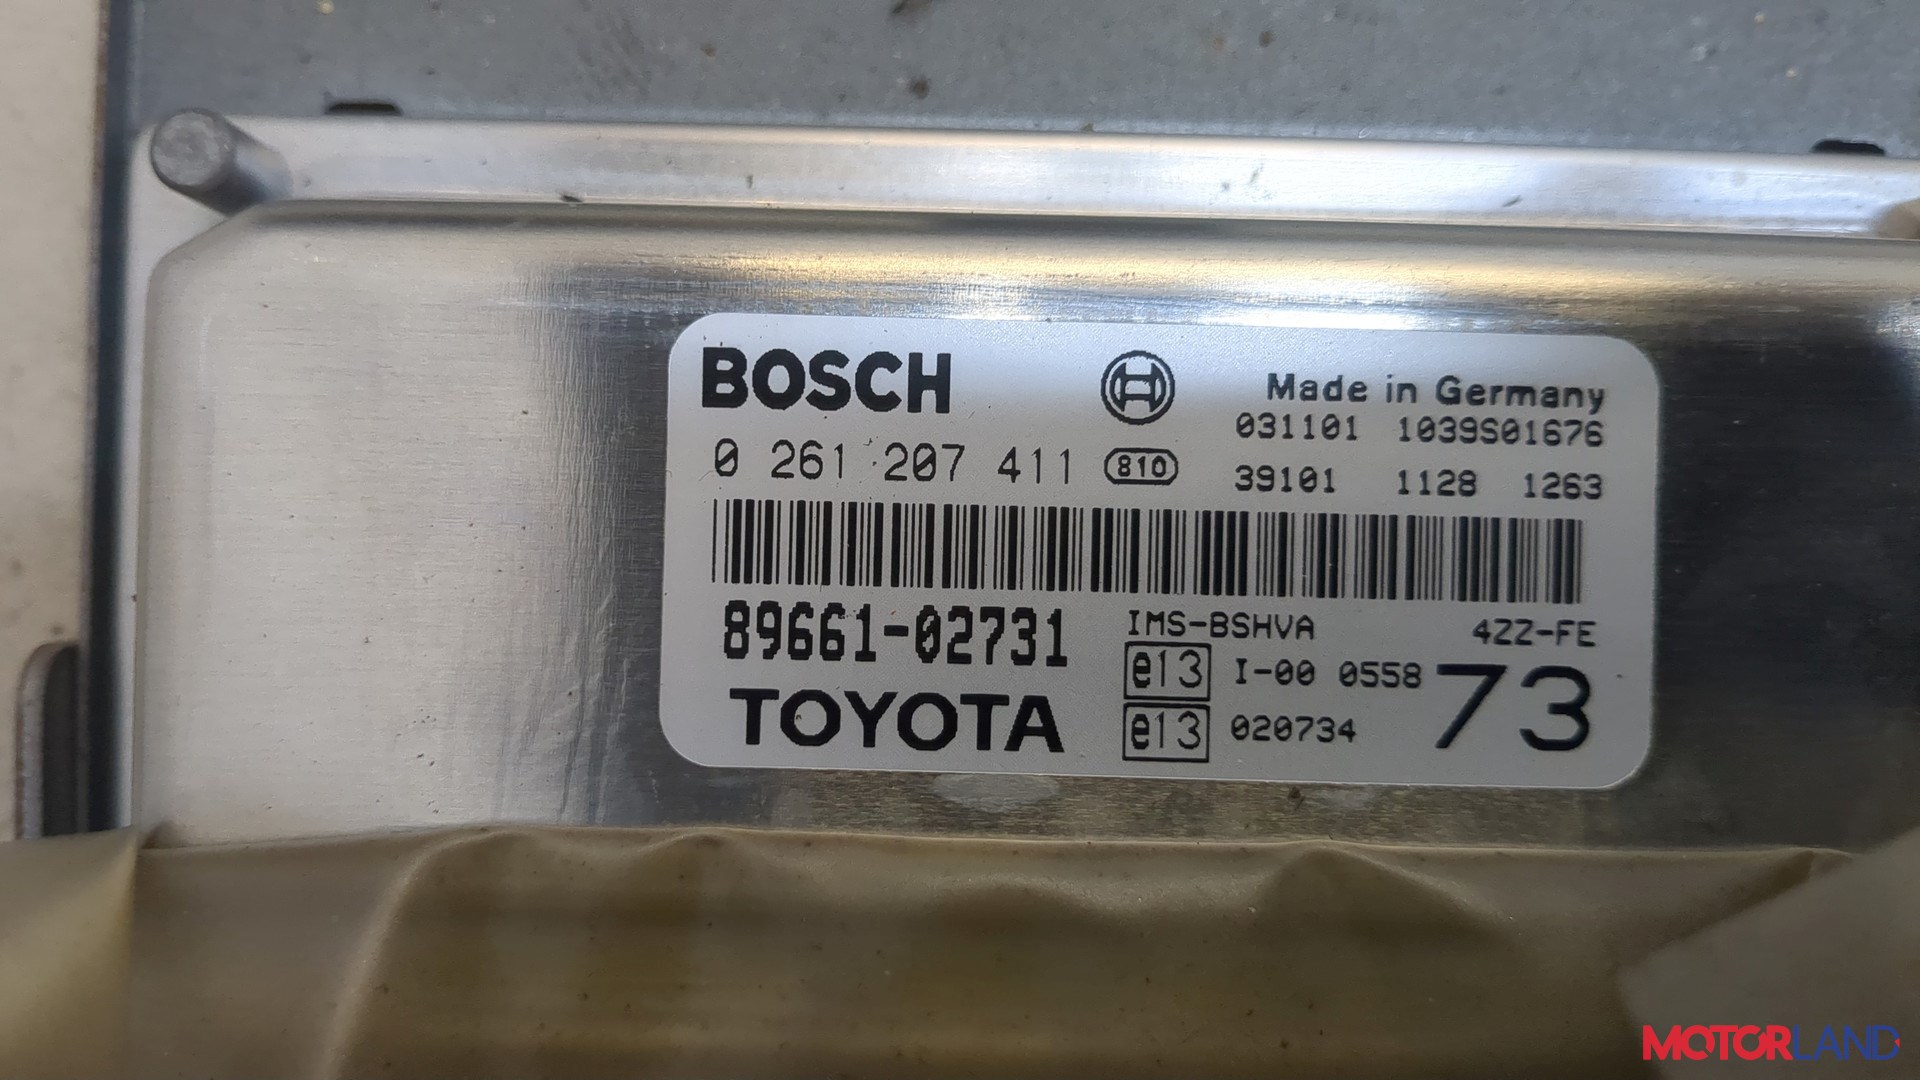 BOSCH
Made in Germany
031101 1039S01676
0 261 207 411 810
39101 1128 1263
89661-02731
IMS-BSHVA 4ZZ-FE
e13 I-00 0558
73
TOYOTA
e13 020734
MOTORLAND